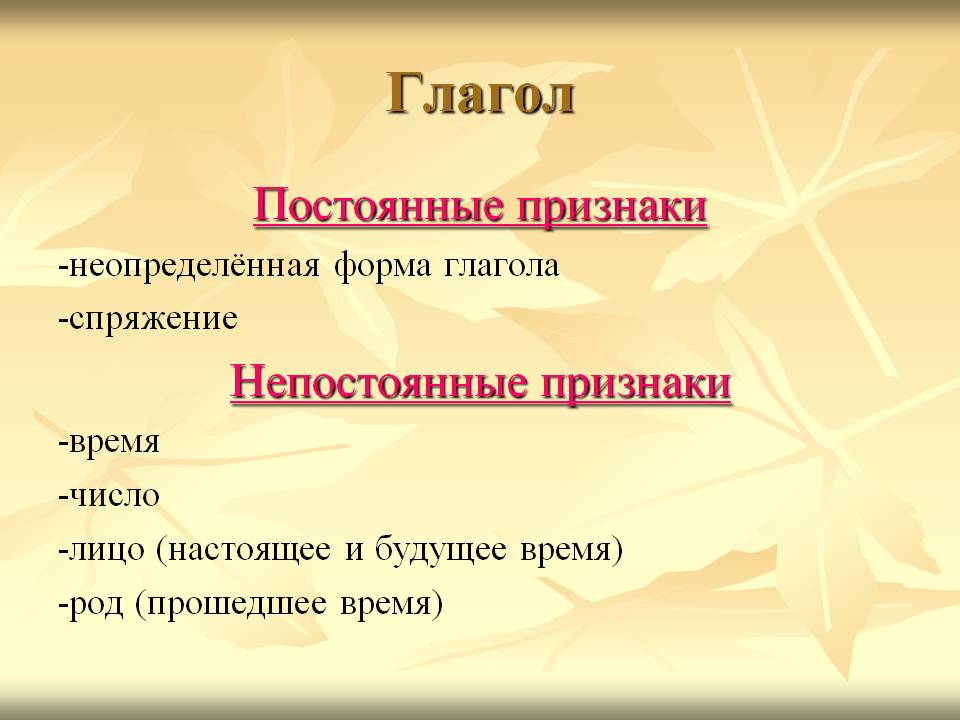 Глагол
Постоянные признаки
-неопределённая форма глагола
-спряжение
Непостоянные признаки
-время
-число
-лицо (настоящее и будущее время)
-род (прошедшее время)